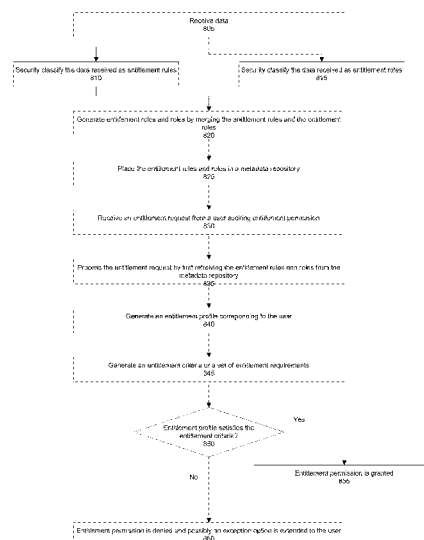 Receive data
805
Security classify the data received as entitlement rules
810
Security classify the data received as entitlement roles
815
Generate entitlement roles and roles by merging the entitlement rules and the entitlement
rules
820
Place the entitlement rules and roles in a metadata repository
825
Receive an entitlement request from a user auditing entitlement permission
830
Process the entitlement request by first retrieving the entitlement rules and roles from the
metadata repository
835
Generate an entitlement profile corresponding to the user
840
Generate an entitlement criteria or a set of entitlement requirements
845
Entitlement profile satisfies the
entitlement criteria?
850
Yes
Entitlement permission is granted
855
No
Entitlement permission is denied and possibly an exception option is extended to the user
860